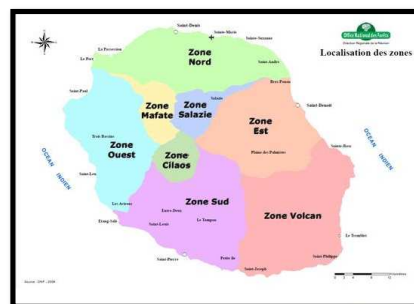 Office National des Forêts
Localisation des zones
Saint-Denis
Sainte-Marie
Sainte-Suzanne
La Possession
Le Port
Zone
Nord
Saint-André
Bras-Panon
Saint-Paul
Zone
Mafate
Salazie
Zone
Salazie
Saint-Benoit
Zone
Est
Trois-Bassins
Zone
Ouest
Plaine des Palmistes
Sainte-Rose
OCEAN INDIEN
OCEAN INDIEN
Zone
Cilaos
Saint-Leu
Les Avirons
Zone Sud
Entre-Deux
Zone Volcan
Etang-Salé
Saint-Louis
Le Tampon
Le Tremblet
Saint-Pierre
Petite-Ile
Saint-Joseph
Saint-Philippe